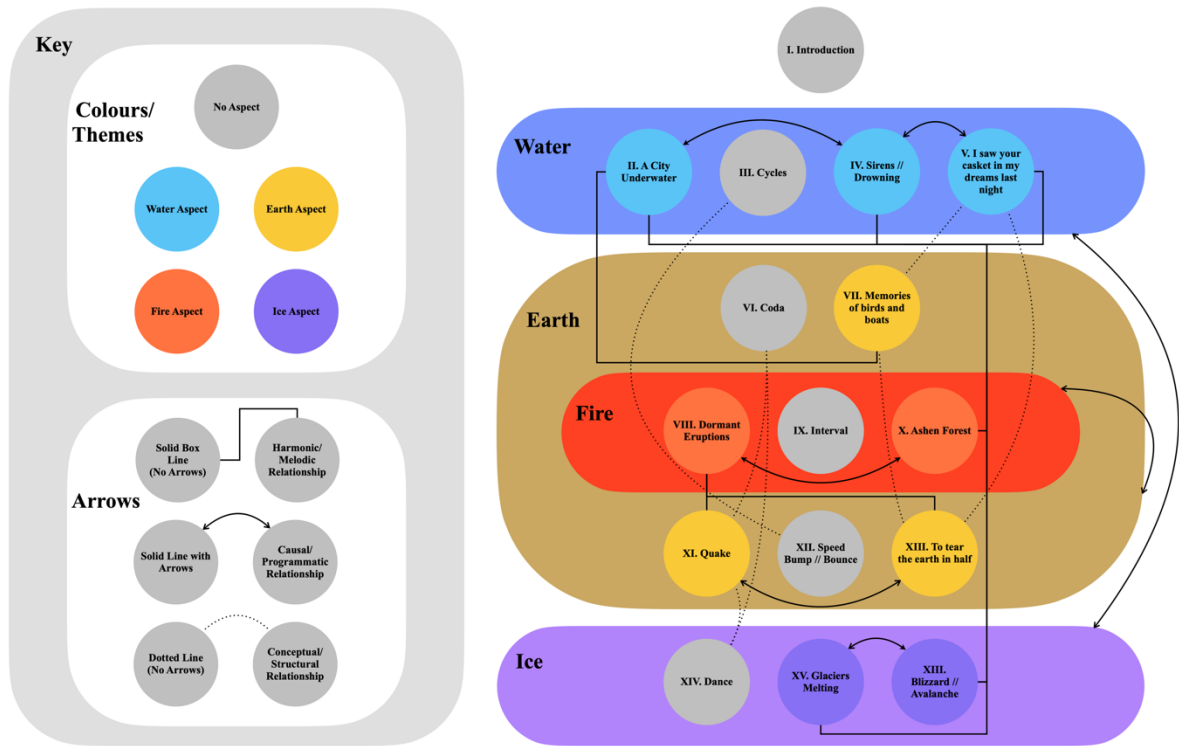 Key
Colours/
Themes
No Aspect
Water Aspect
Earth Aspect
Fire Aspect
Ice Aspect
Arrows
Solid Box
Line
(No Arrows)
Harmonic/
Melodic
Relationship
Solid Line with
Arrows
Causal/
Programmatic
Relationship
Dotted Line
(No Arrows)
Conceptual/
Structural
Relationship
I. Introduction
Water
II. A City
Underwater
III. Cycles
IV. Sirens //
Drowning
V. I saw your
casket in my
dreams last
night
Earth
VI. Coda
VII. Memories
of birds and
boats
Fire
VIII. Dormant
Eruptions
IX. Interval
X. Ashen Forest
XI. Quake
XII. Speed
Bump // Bounce
XIII. To tear
the earth in half
Ice
XIV. Dance
XV. Glaciers
Melting
XIII.
Blizzard //
Avalanche